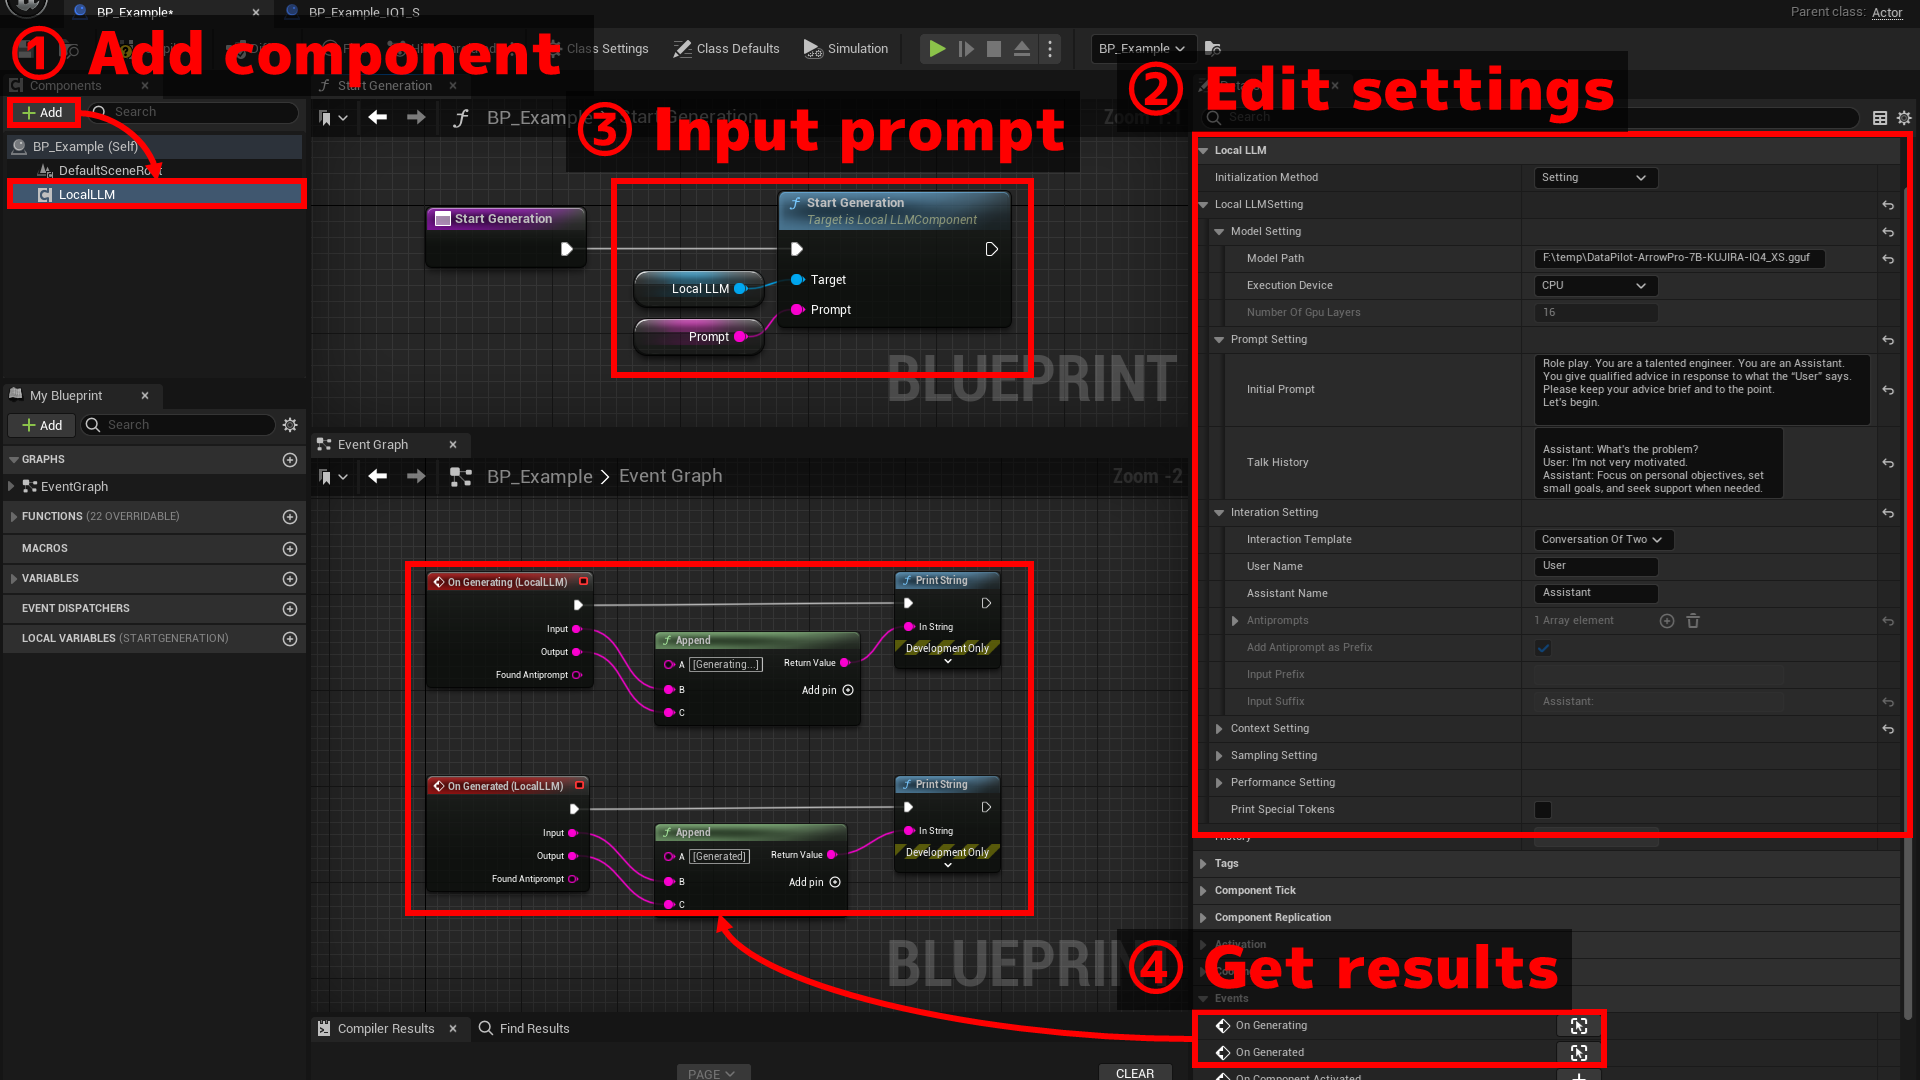 BP_Example*
BP_Example_IQ1_S
Parent class: Actor
① Add component
Class Settings
Class Defaults
Simulation
BP_Example
Components
Add
Search
BP_Example (Self)
DefaultSceneRoot
LocalLLM
My Blueprint
Add
Search
GRAPHS
EventGraph
FUNCTIONS (22 OVERRIDABLE)
MACROS
VARIABLES
EVENT DISPATCHERS
LOCAL VARIABLES (STARTGENERATION)
Start Generation
BP_Example
Start Generation
③ Input prompt
Start Generation
Start Generation
Target is Local LLMComponent
Local LLM
Target
Prompt
Prompt
BLUEPRINT
Event Graph
BP_Example > Event Graph
Zoom -2
On Generating (LocalLLM)
Input
Output
Found Antiprompt
Append
A [Generating...]
Return Value
B
Add pin
C
Print String
In String
Development Only
On Generated (LocalLLM)
Input
Output
Found Antiprompt
Append
A [Generated]
Return Value
B
Add pin
C
Print String
In String
Development Only
BLUEPRINT
Compiler Results
Find Results
PAGE
CLEAR
② Edit settings
Search
Local LLM
Initialization Method
Setting
Local LLMSetting
Model Setting
Model Path
F:\temp\DataPilot-ArrowPro-7B-KUJIRA-IQ4_XS.gguf
Execution Device
CPU
Number Of Gpu Layers
16
Prompt Setting
Initial Prompt
Role play. You are a talented engineer. You are an Assistant.
You give qualified advice in response to what the “User” says.
Please keep your advice brief and to the point.
Let's begin.
Talk History
Assistant: What's the problem?
User: I'm not very motivated.
Assistant: Focus on personal objectives, set
small goals, and seek support when needed.
Interation Setting
Interaction Template
Conversation Of Two
User Name
User
Assistant Name
Assistant
Antiprompts
1 Array element
Add Antiprompt as Prefix
Input Prefix
Input Suffix
Assistant:
Context Setting
Sampling Setting
Performance Setting
Print Special Tokens
History
Tags
Component Tick
Component Replication
Activation
④ Get results
Events
On Generating
On Generated
On Component Activated